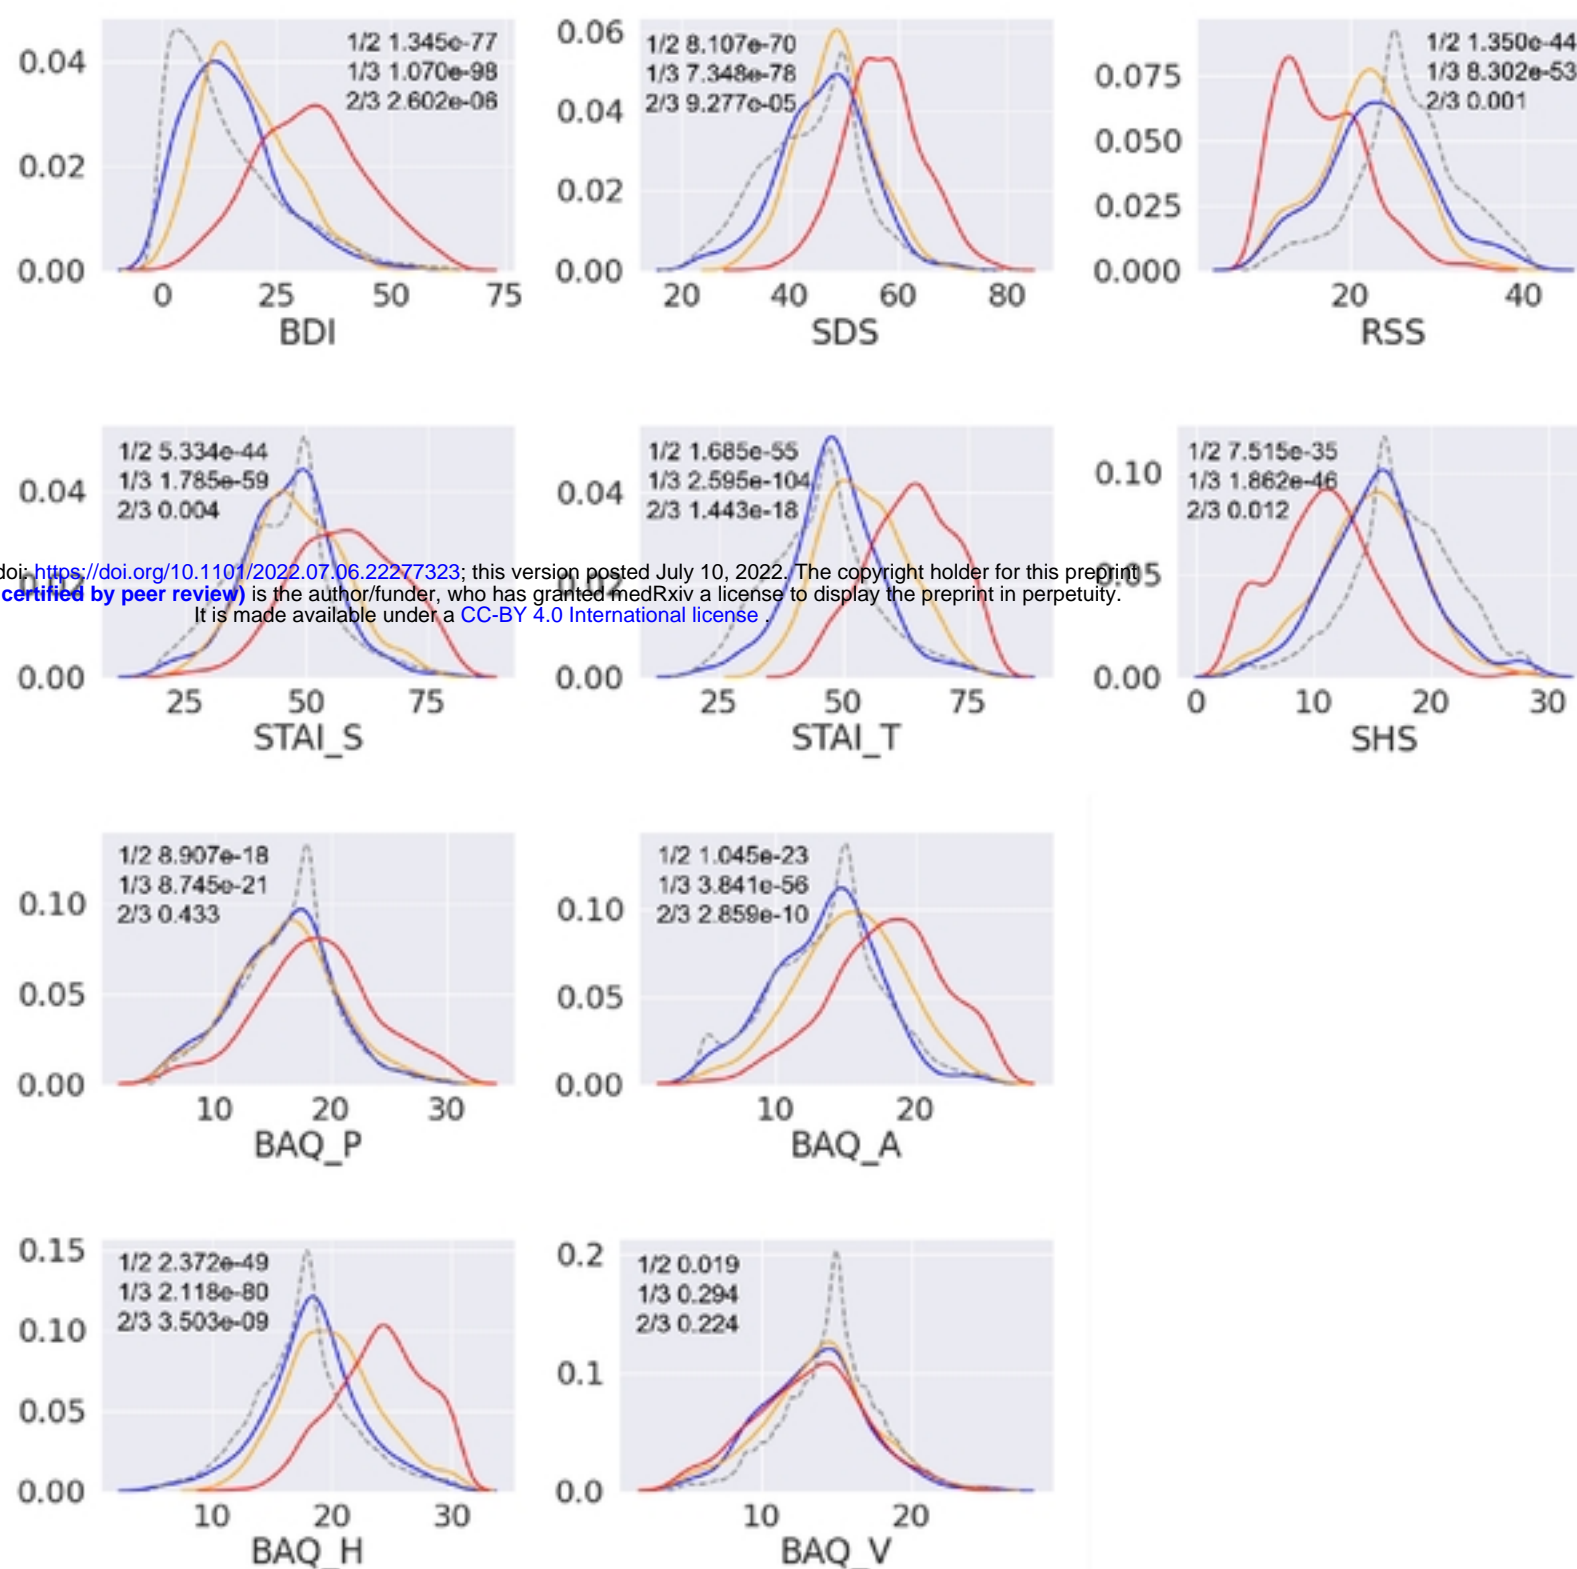 0.04
0.02
0.00
1/2 1.345e-77
1/3 1.070e-98
2/3 2.602e-06
0 25 50 75
BDI
0.06
0.04
0.02
0.00
1/2 8.107e-70
1/3 7.348e-78
2/3 9.277e-05
20 40 60 80
SDS
0.075
0.050
0.025
0.000
1/2 1.350e-44
1/3 8.302e-53
2/3 0.001
20 40
RSS
0.04
0.02
0.00
1/2 5.334e-44
1/3 1.785e-59
2/3 0.004
25 50 75
STAI_S
0.04
0.02
0.00
1/2 1.685e-55
1/3 2.595e-104
2/3 1.443e-18
25 50 75
STAI_T
0.10
0.05
0.00
1/2 7.515e-35
1/3 1.862e-46
2/3 0.012
0 10 20 30
SHS
doi: https://doi.org/10.1101/2022.07.06.22277323; this version posted July 10, 2022. The copyright holder for this preprint
certified by peer review) is the author/funder, who has granted medRxiv a license to display the preprint in perpetuity.
It is made available under a CC-BY 4.0 International license .
0.10
0.05
0.00
1/2 8.907e-18
1/3 8.745e-21
2/3 0.433
10 20 30
BAQ_P
0.10
0.05
0.00
1/2 1.045e-23
1/3 3.841e-56
2/3 2.859e-10
10 20
BAQ_A
0.15
0.10
0.05
0.00
1/2 2.372e-49
1/3 2.118e-80
2/3 3.503e-09
10 20 30
BAQ_H
0.2
0.1
0.0
1/2 0.019
1/3 0.294
2/3 0.224
10 20
BAQ_V